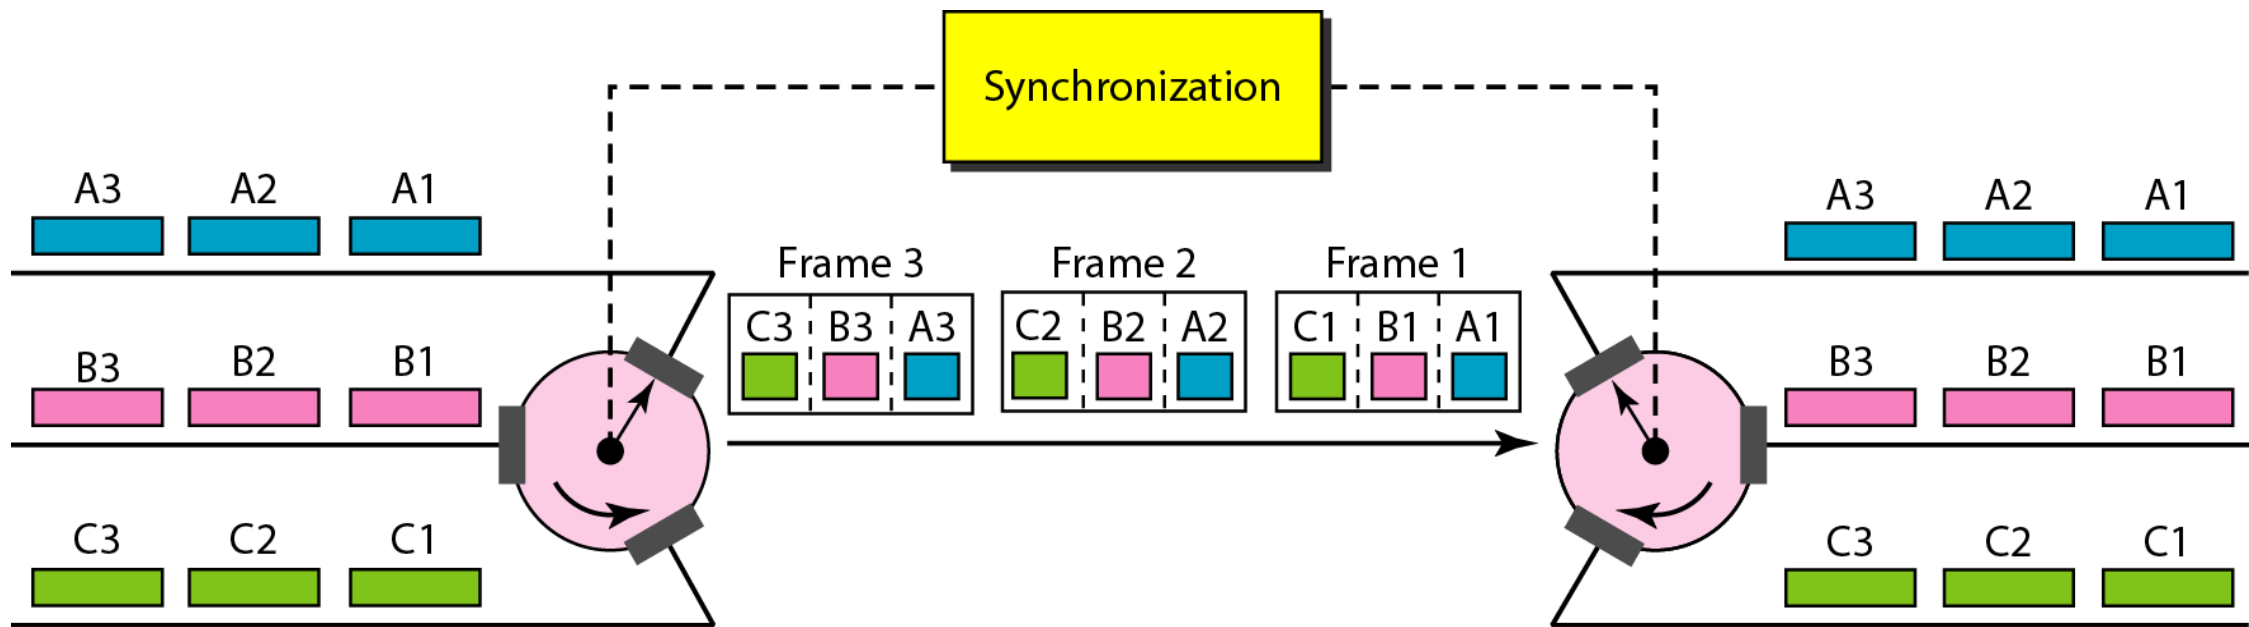 Synchronization
A3 A2 A1
A3 A2 A1
Frame 3 Frame 2 Frame 1
C3 B3 A3 C2 B2 A2 C1 B1 A1
B3 B2 B1
B3 B2 B1
C3 C2 C1
C3 C2 C1